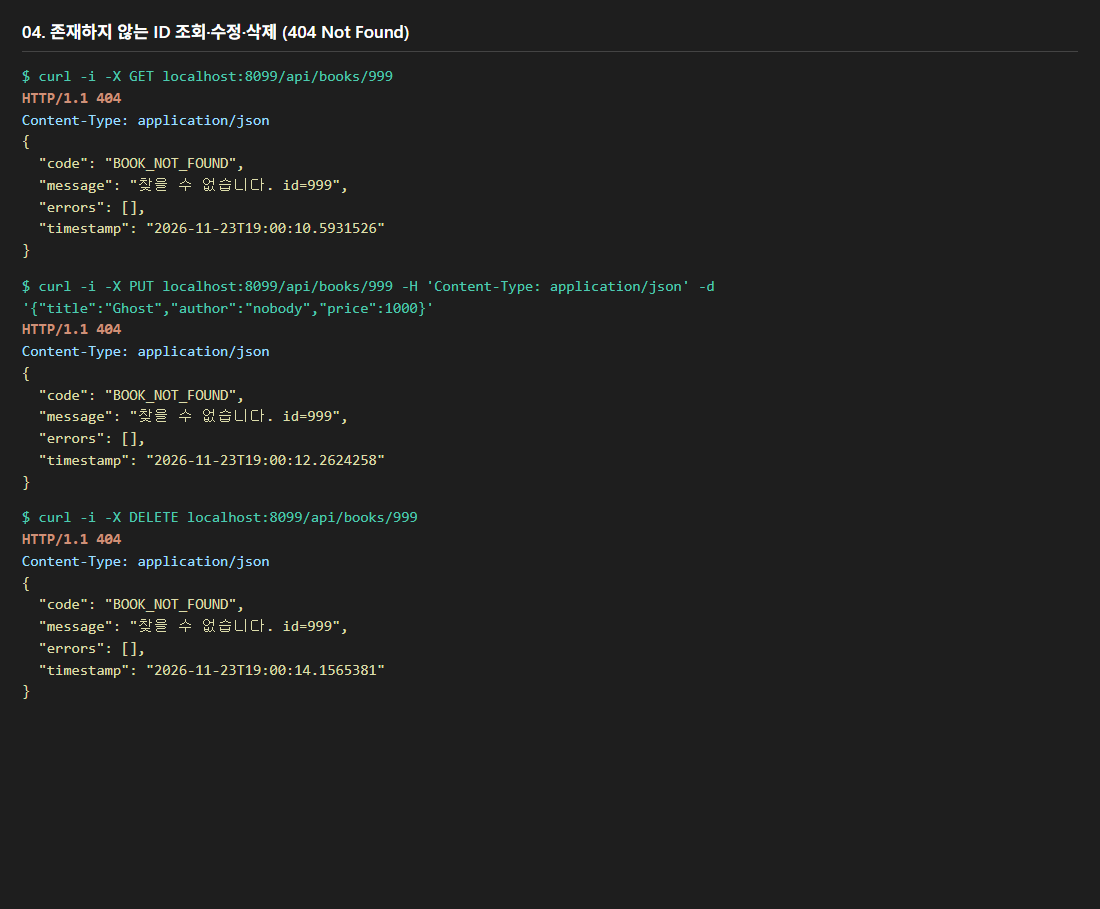 04. 존재하지 않는 ID 조회·수정·삭제 (404 Not Found)
$ curl -i -X GET localhost:8099/api/books/999
HTTP/1.1 404
Content-Type: application/json
{
  "code": "BOOK_NOT_FOUND",
  "message": "찾을 수 없습니다. id=999",
  "errors": [],
  "timestamp": "2026-11-23T19:00:10.5931526"
}
$ curl -i -X PUT localhost:8099/api/books/999 -H 'Content-Type: application/json' -d
'{"title":"Ghost","author":"nobody","price":1000}'
HTTP/1.1 404
Content-Type: application/json
{
  "code": "BOOK_NOT_FOUND",
  "message": "찾을 수 없습니다. id=999",
  "errors": [],
  "timestamp": "2026-11-23T19:00:12.2624258"
}
$ curl -i -X DELETE localhost:8099/api/books/999
HTTP/1.1 404
Content-Type: application/json
{
  "code": "BOOK_NOT_FOUND",
  "message": "찾을 수 없습니다. id=999",
  "errors": [],
  "timestamp": "2026-11-23T19:00:14.1565381"
}